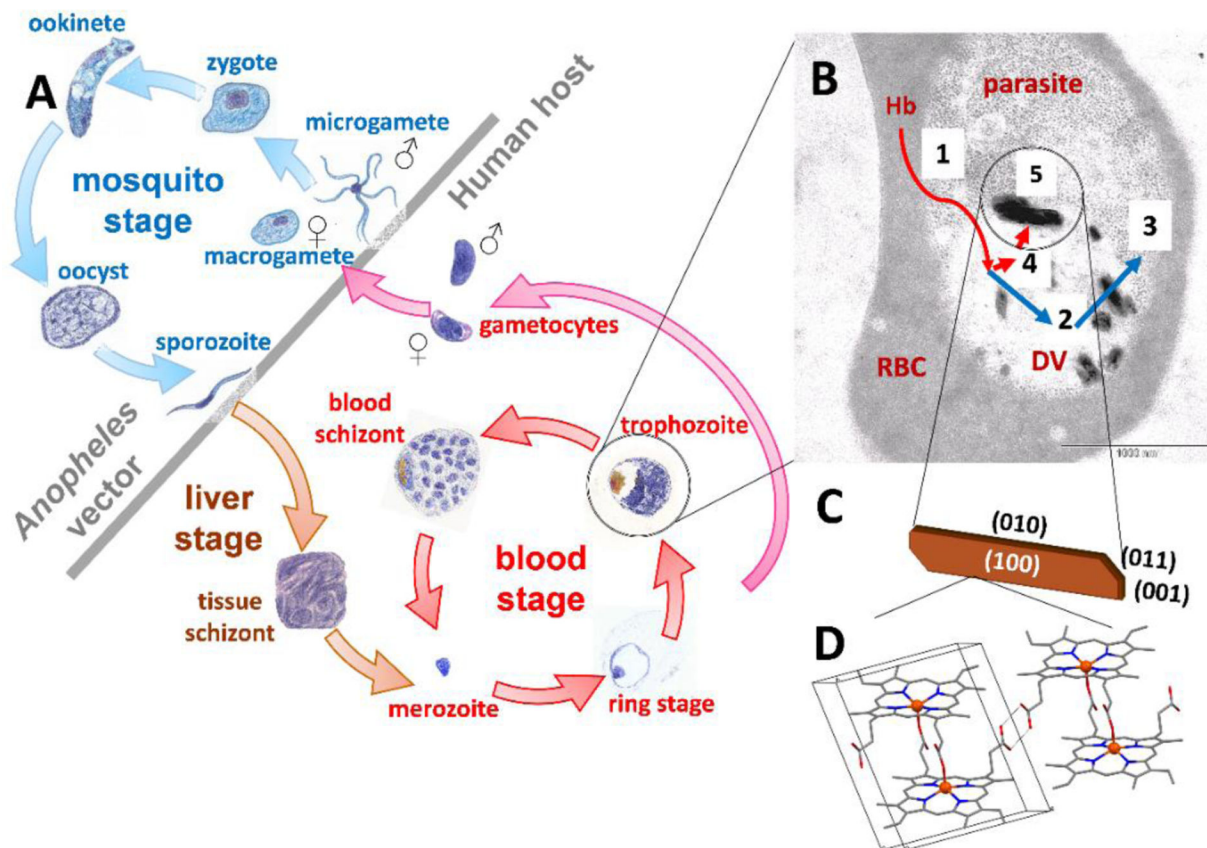 A
ookinete
zygote
microgamete
♂
mosquito
stage
macrogamete
♀
oocyst
sporozoite
Anopheles
vector
Human host
♂
gametocytes
♀
blood
schizont
trophozoite
liver
stage
tissue
schizont
blood
stage
merozoite
ring stage
B
parasite
Hb
1
5
3
4
2
RBC
DV
1000 nm
C
(010)
(100)
(011)
(001)
D